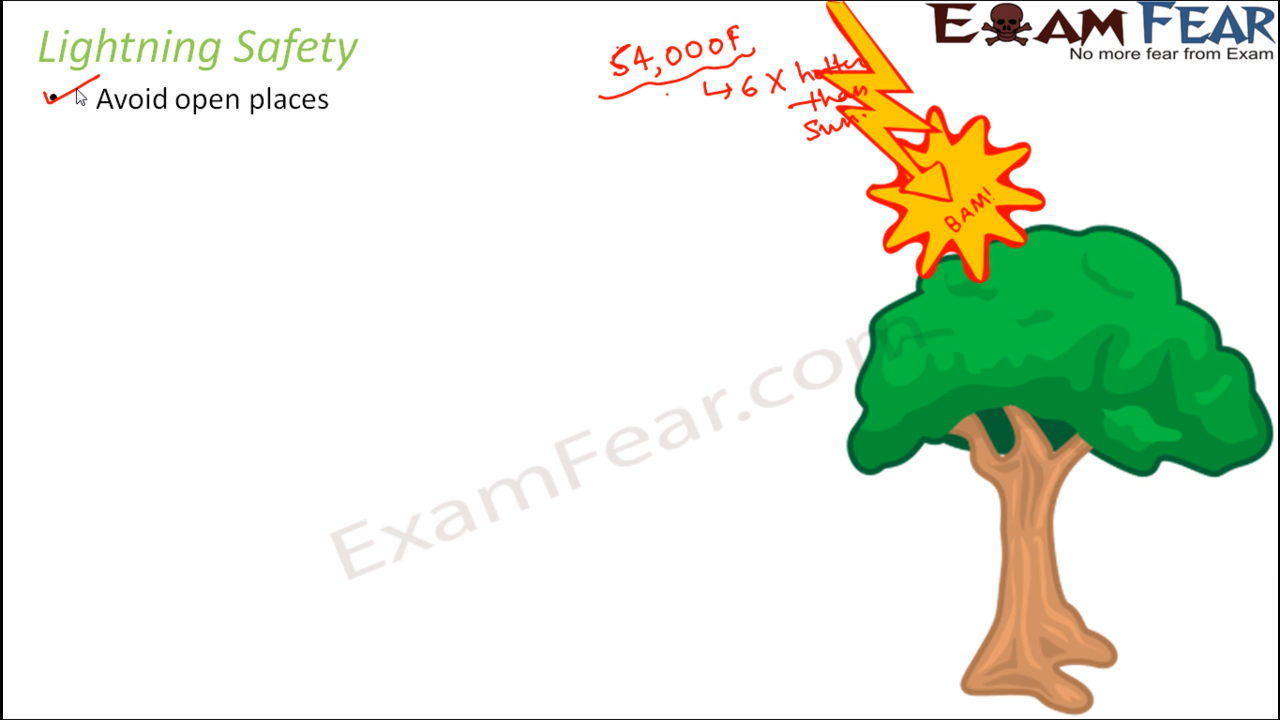 Lightning Safety
• Avoid open places
54,000F
↳ 6 X hotter
than
Sun.
BAM!
EXAM FEAR
No more fear from Exam
ExamFear.com